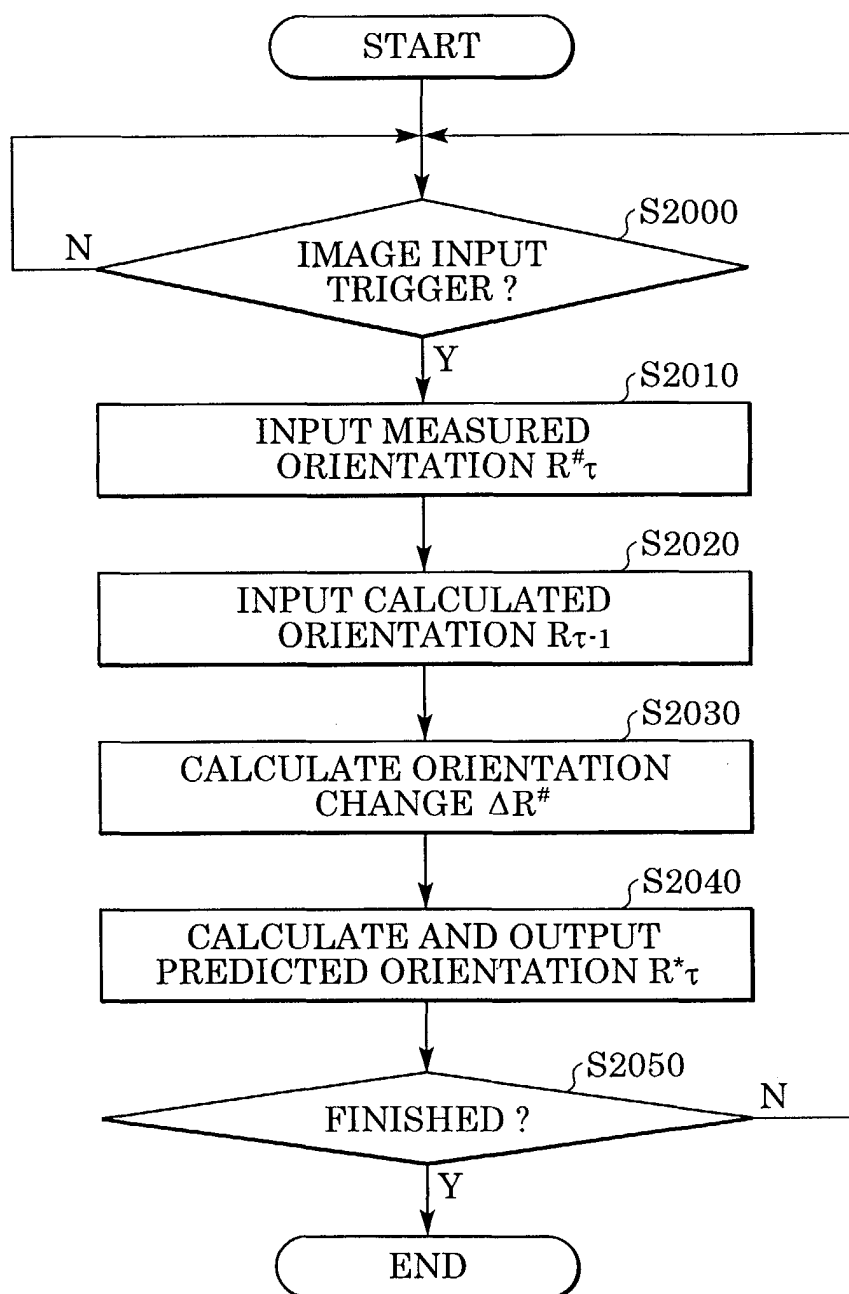 START
S2000
N
IMAGE INPUT
TRIGGER ?
Y
S2010
INPUT MEASURED
ORIENTATION R#τ
S2020
INPUT CALCULATED
ORIENTATION Rτ-1
S2030
CALCULATE ORIENTATION
CHANGE ΔR#
S2040
CALCULATE AND OUTPUT
PREDICTED ORIENTATION R*τ
S2050
FINISHED ?
N
Y
END